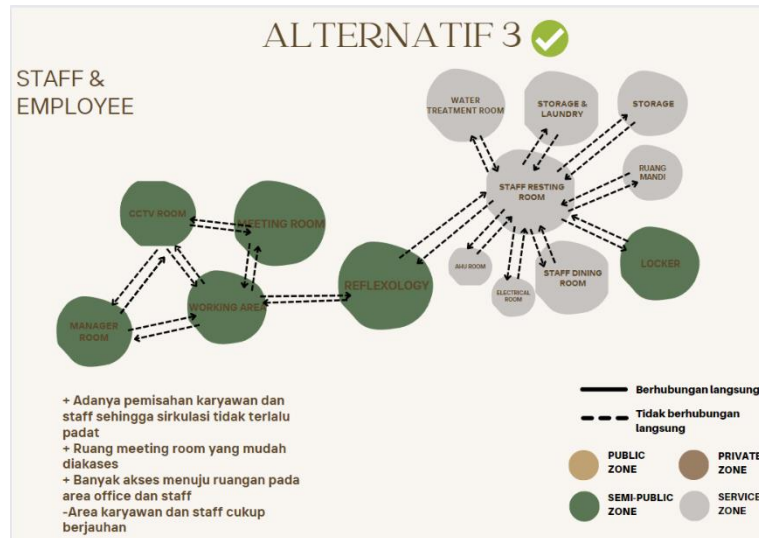 ALTERNATIF 3
STAFF &
EMPLOYEE
WATER
TREATMENT ROOM
STORAGE &
LAUNDRY
STORAGE
STAFF RESTING
ROOM
RUANG
MANDI
CCTV ROOM
MEETING ROOM
REFLEXOLOGY
AHU ROOM
ELECTRICAL
ROOM
STAFF DINING
ROOM
LOCKER
WORKING AREA
MANAGER
ROOM
+ Adanya pemisahan karyawan dan
staff sehingga sirkulasi tidak terlalu
padat
+ Ruang meeting room yang mudah
diakases
+ Banyak akses menuju ruangan pada
area office dan staff
-Area karyawan dan staff cukup
berjauhan
Berhubungan langsung
Tidak berhubungan
langsung
PUBLIC
ZONE
PRIVATE
ZONE
SEMI-PUBLIC
ZONE
SERVICE
ZONE